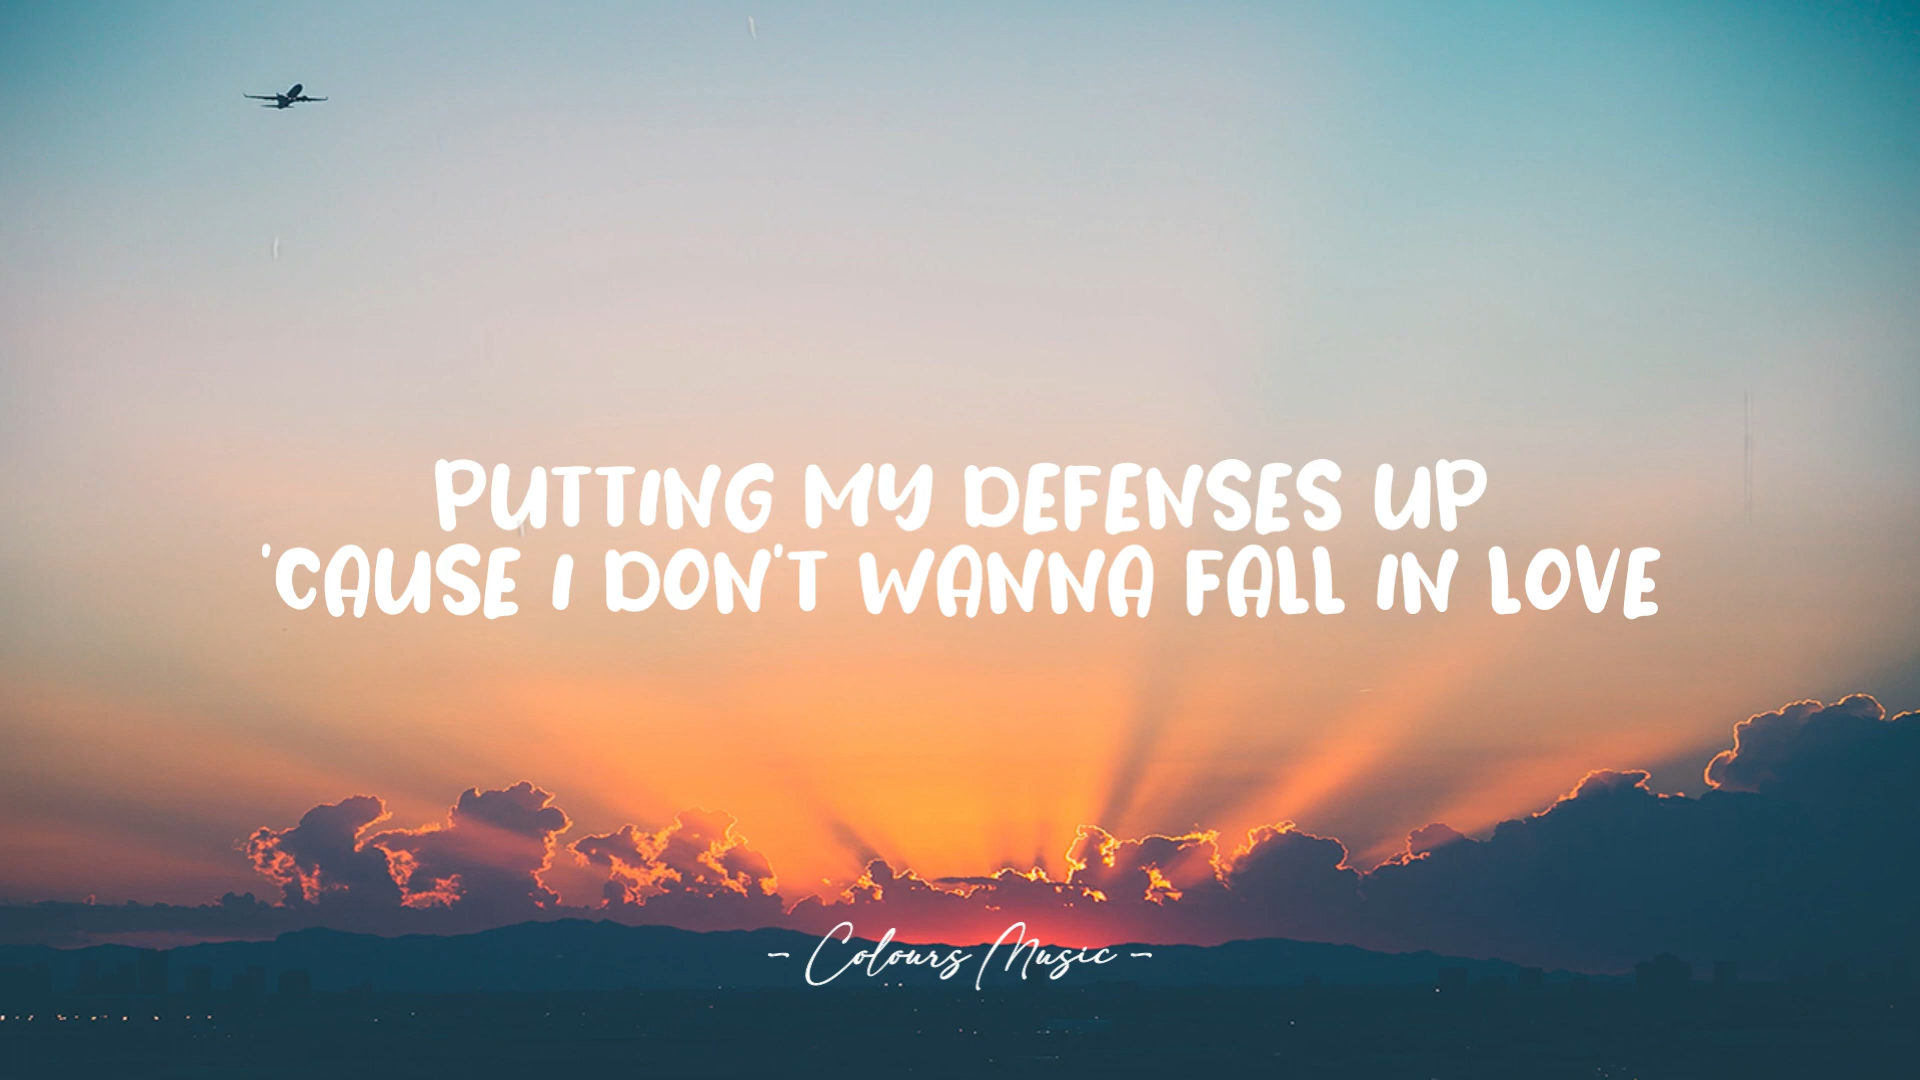 PUTTING MY DEFENSES UP
'CAUSE I DON'T WANNA FALL IN LOVE
- Colours Music -